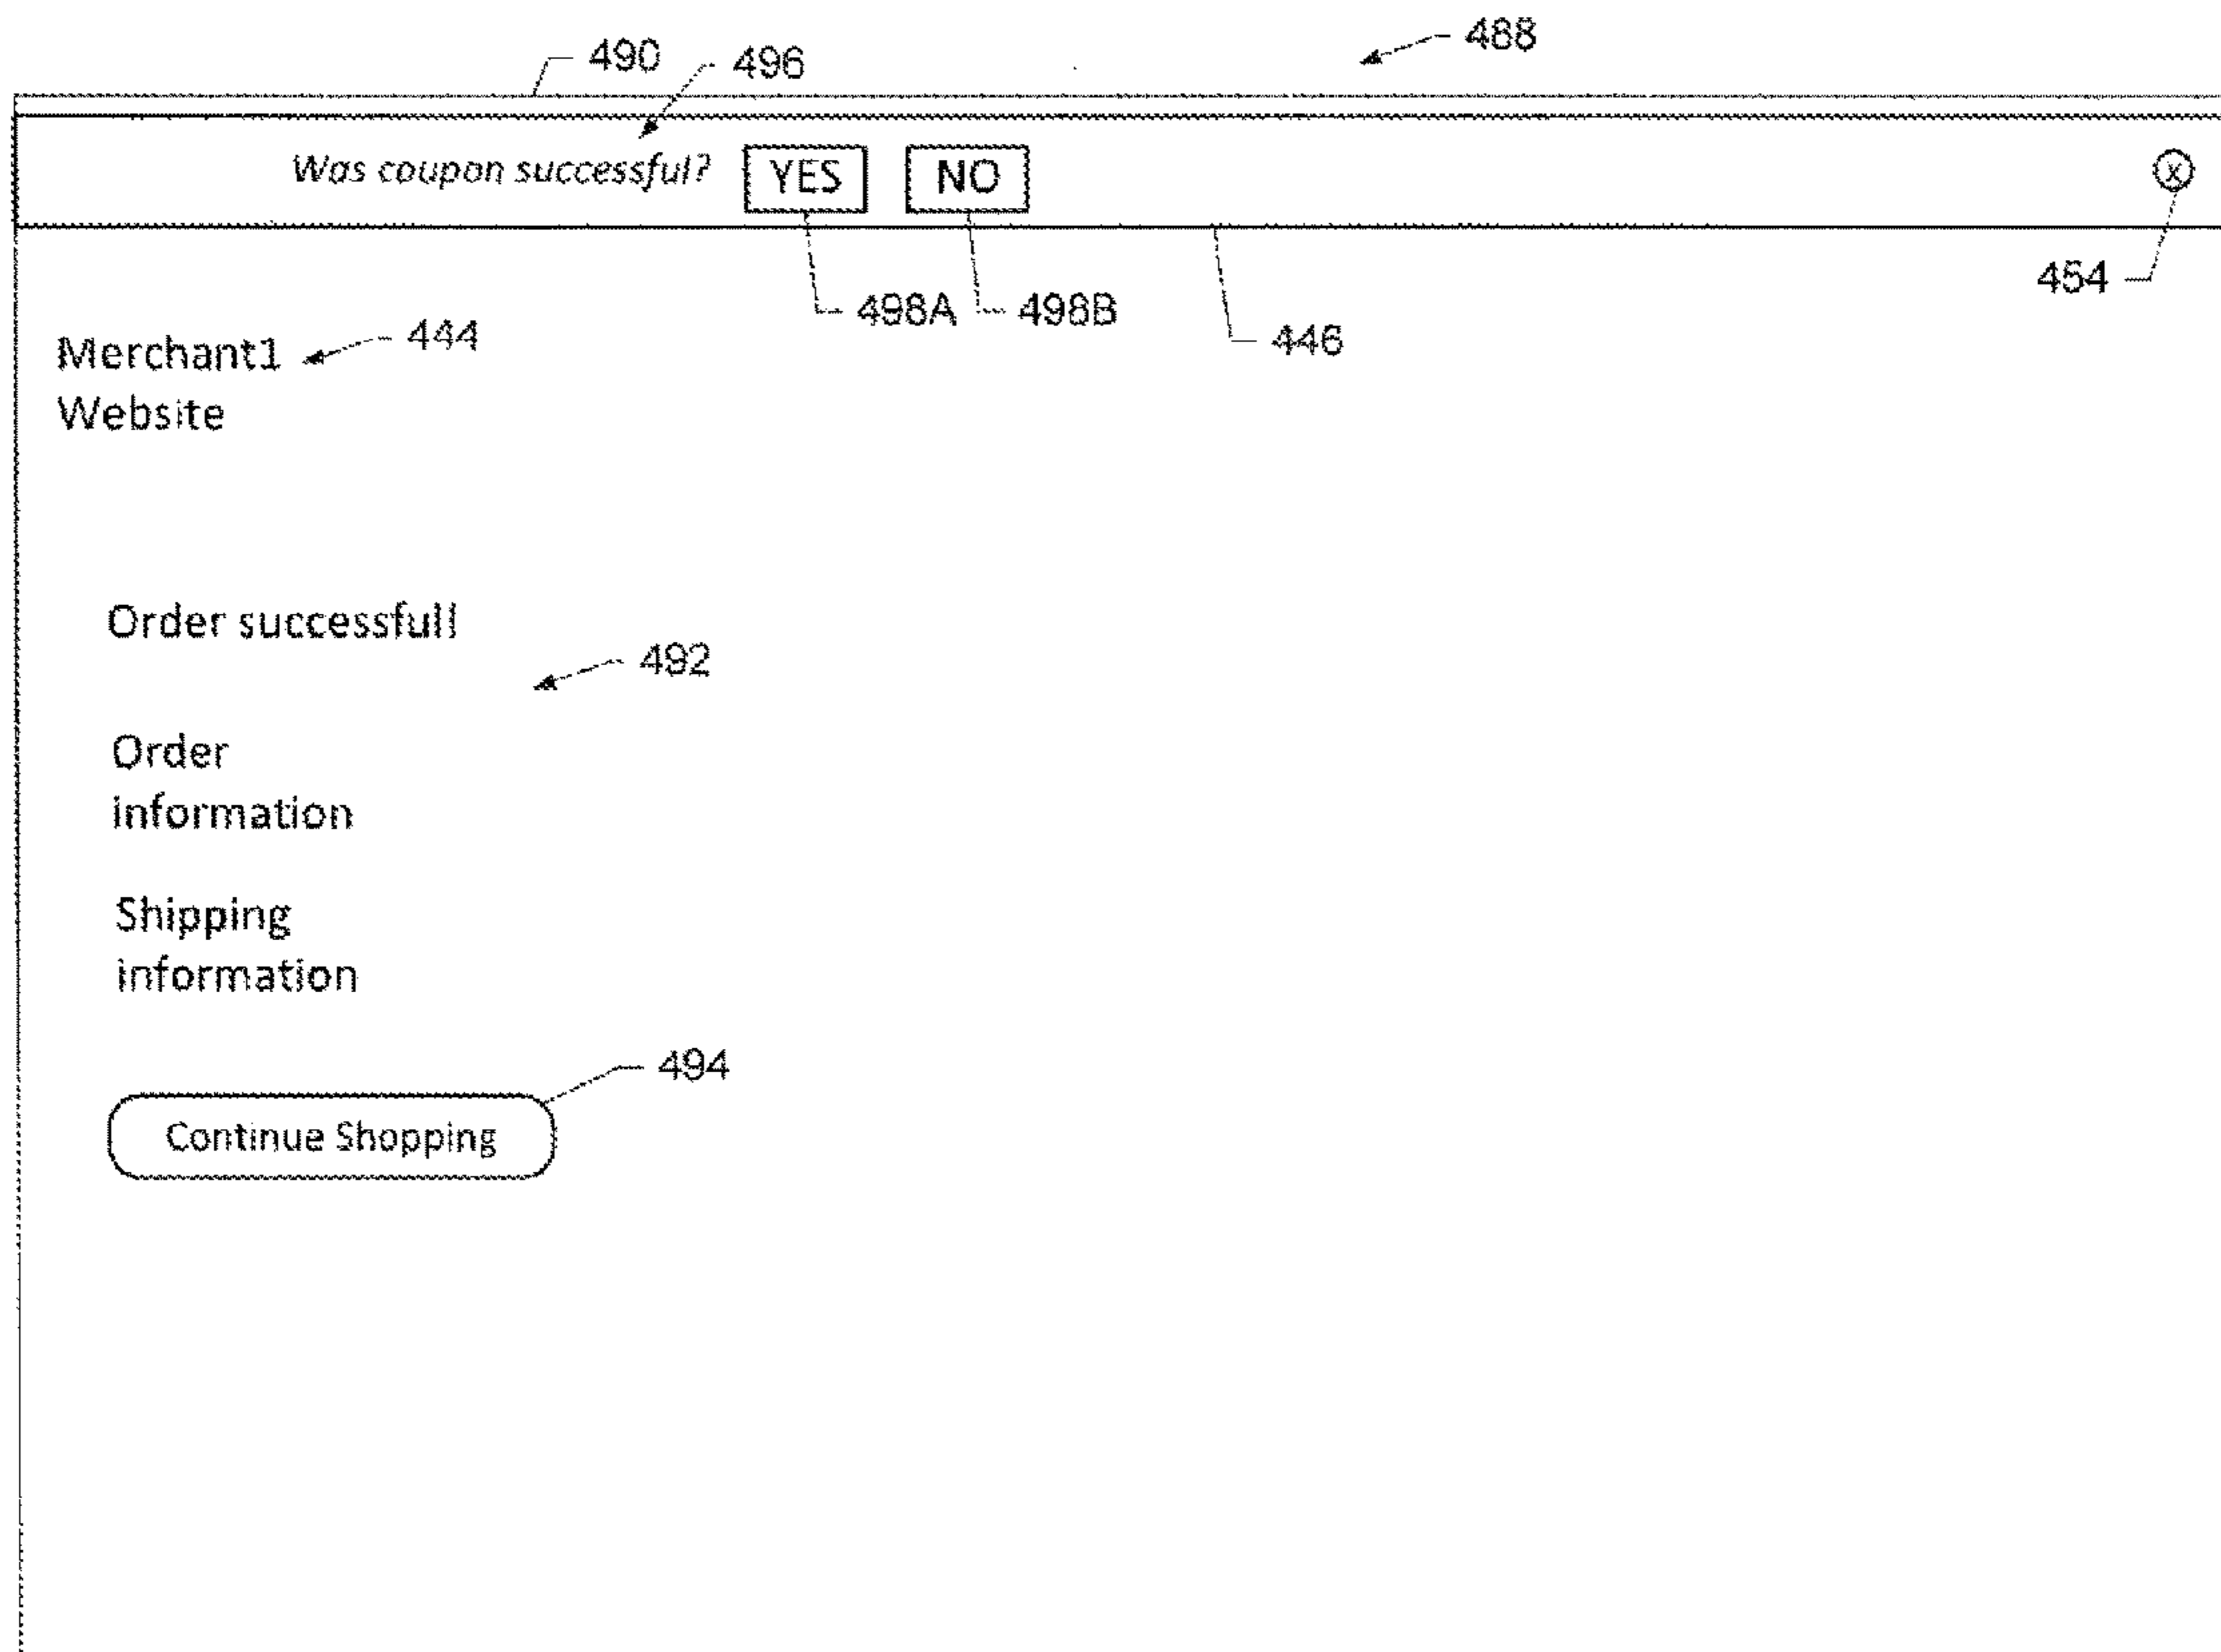 490 496 488
Was coupon successful? YES NO x
454
498A 498B 446
Merchant1 444
Website
Order successful!
492
Order
information
Shipping
information
494
Continue Shopping